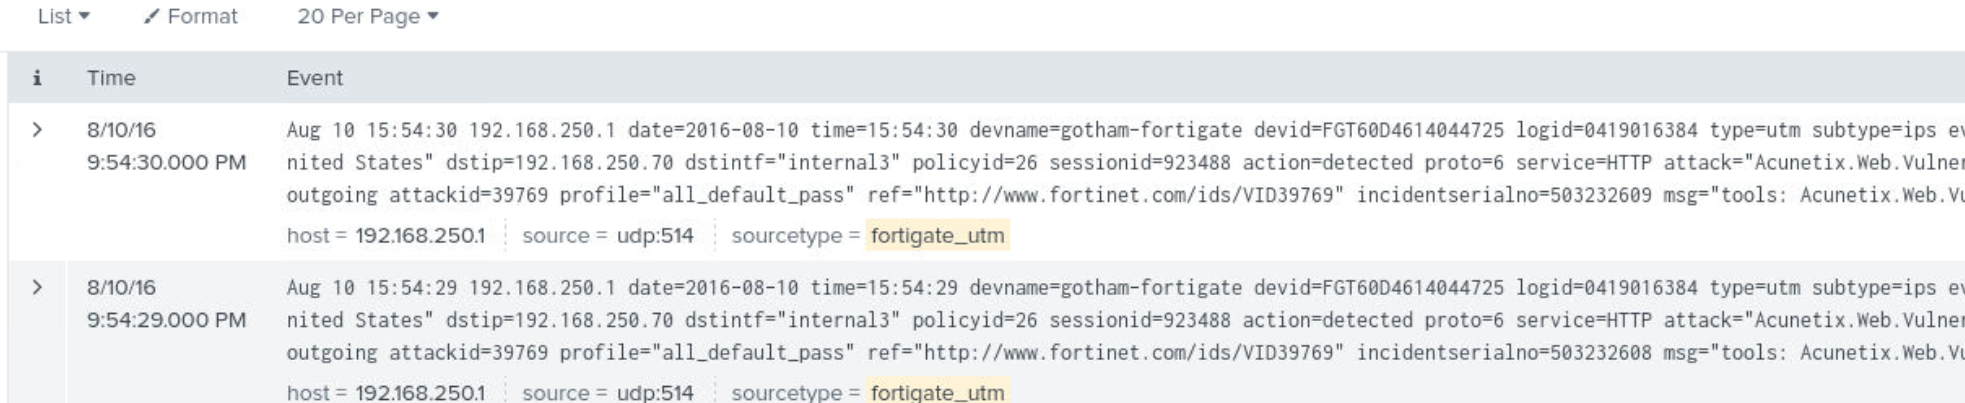 List Format 20 Per Page
i Time Event
8/10/16 Aug 10 15:54:30 192.168.250.1 date=2016-08-10 time=15:54:30 devname=gotham-fortigate devid=FGT60D4614044725 logid=0419016384 type=utm subtype=ips ev
9:54:30.000 PM nited States" dstip=192.168.250.70 dstintf="internal3" policyid=26 sessionid=923488 action=detected proto=6 service=HTTP attack="Acunetix.Web.Vulner
outgoing attackid=39769 profile="all_default_pass" ref="http://www.fortinet.com/ids/VID39769" incidentserialno=503232609 msg="tools: Acunetix.Web.Vu
host = 192.168.250.1 source = udp:514 sourcetype = fortigate_utm
8/10/16 Aug 10 15:54:29 192.168.250.1 date=2016-08-10 time=15:54:29 devname=gotham-fortigate devid=FGT60D4614044725 logid=0419016384 type=utm subtype=ips ev
9:54:29.000 PM nited States" dstip=192.168.250.70 dstintf="internal3" policyid=26 sessionid=923488 action=detected proto=6 service=HTTP attack="Acunetix.Web.Vulner
outgoing attackid=39769 profile="all_default_pass" ref="http://www.fortinet.com/ids/VID39769" incidentserialno=503232608 msg="tools: Acunetix.Web.Vu
host = 192.168.250.1 source = udp:514 sourcetype = fortigate_utm